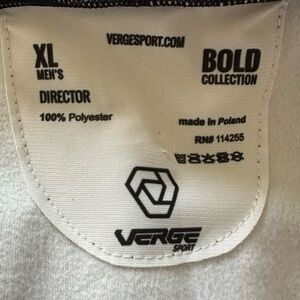 VERGESPORT.COM
XL
MEN'S
BOLD
COLLECTION
DIRECTOR
100% Polyester
made in Poland
RN# 114255
VERGE
SPORT